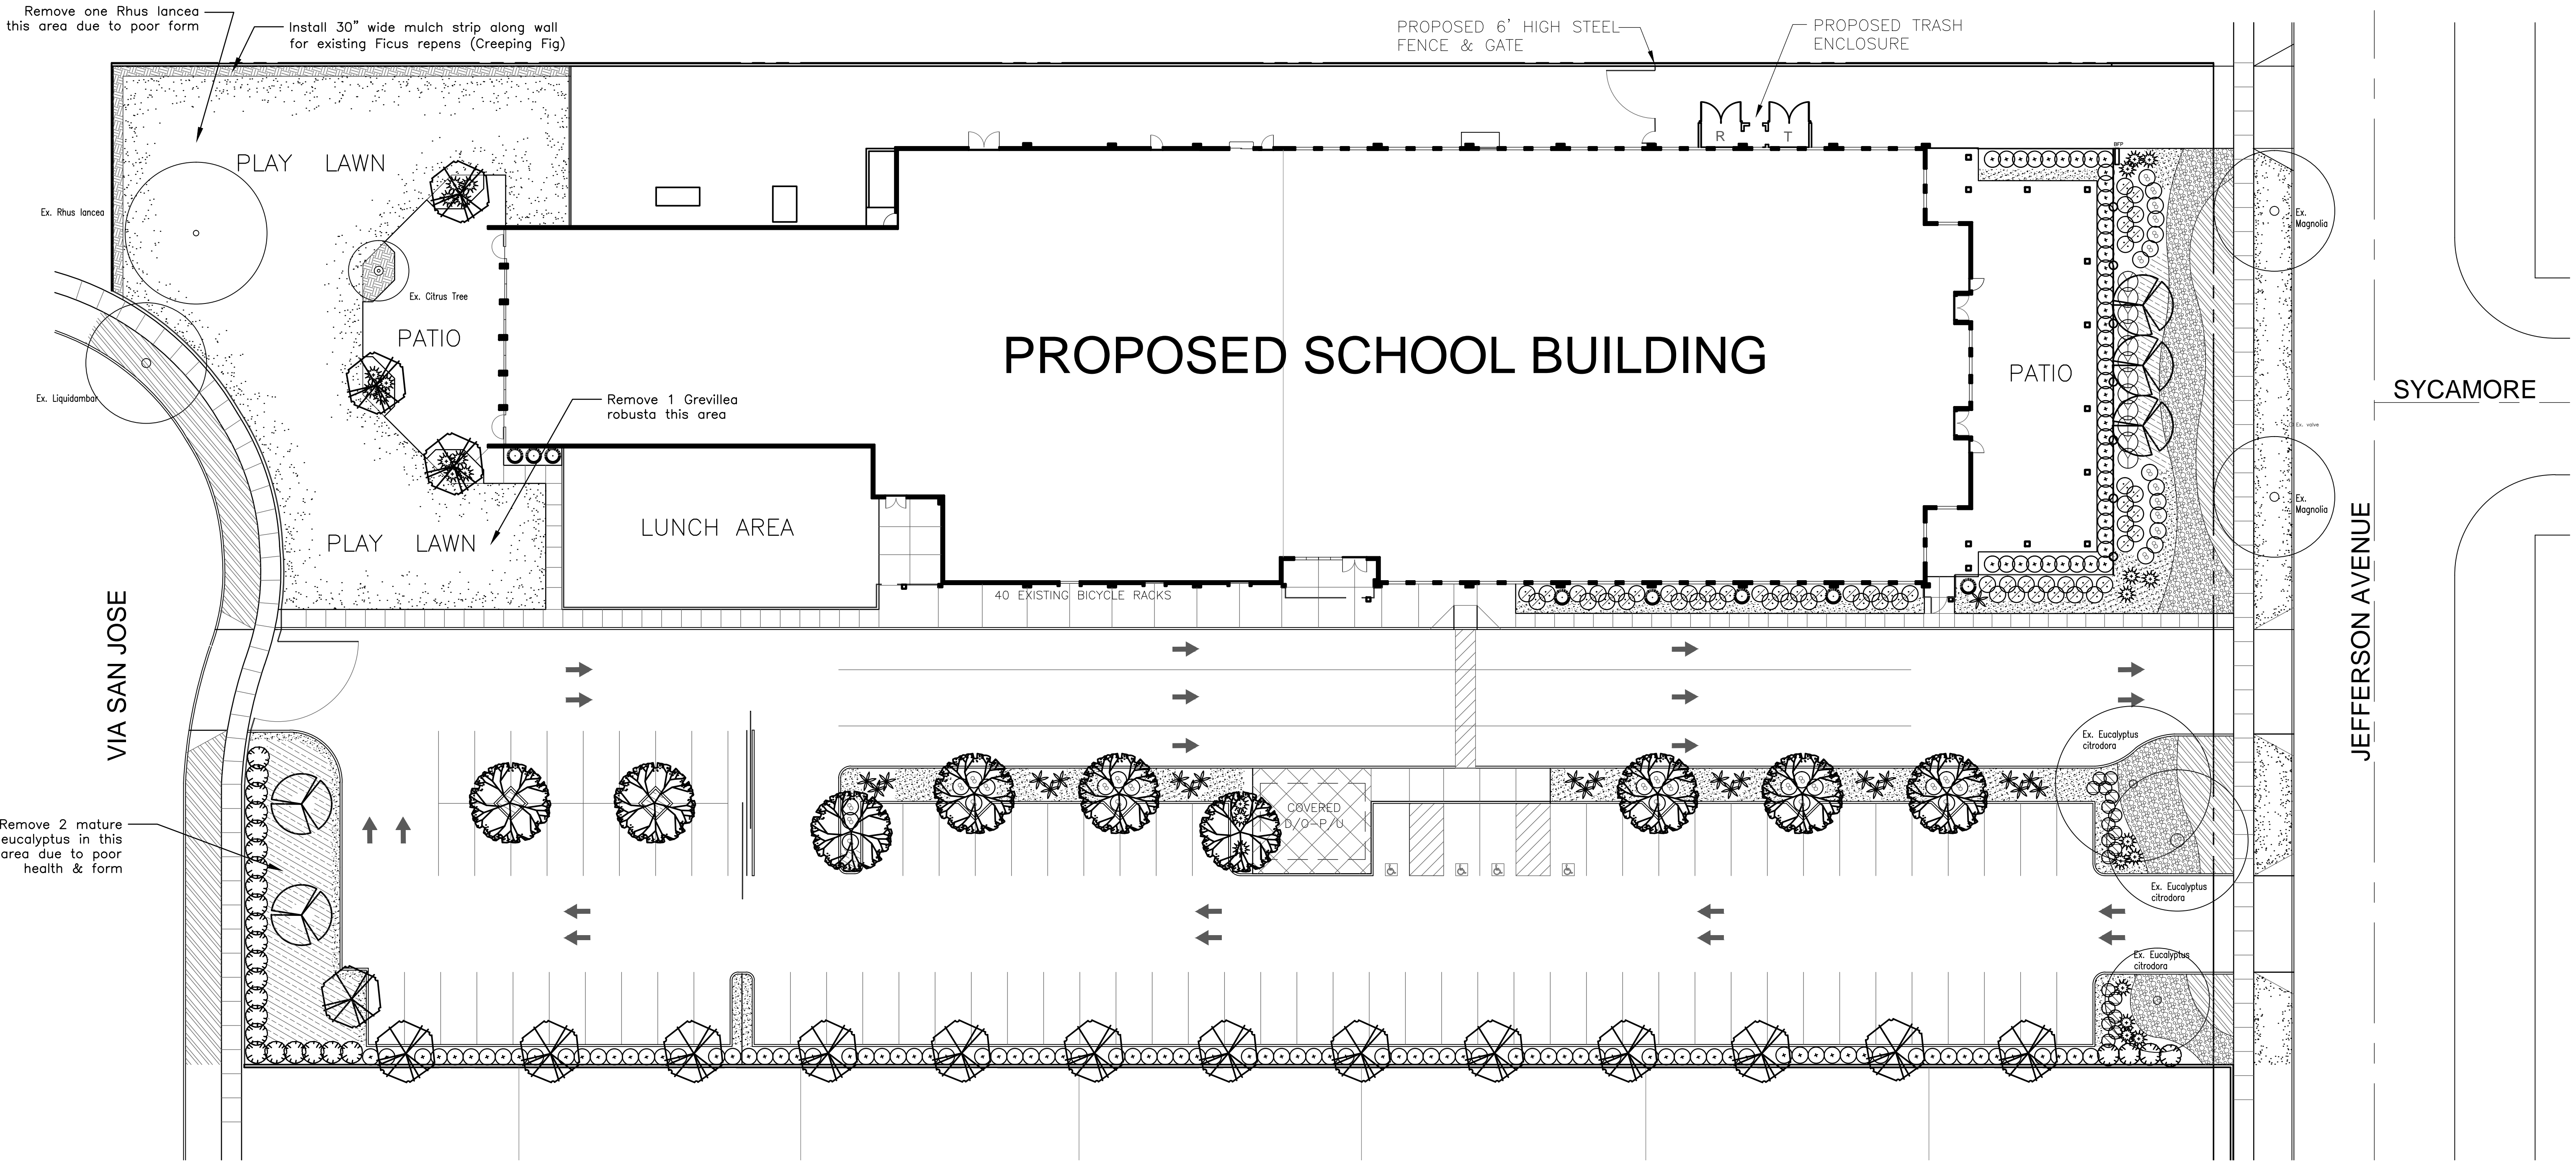 Remove one Rhus lancea
this area due to poor form
Install 30" wide mulch strip along wall
for existing Ficus repens (Creeping Fig)
PROPOSED 6' HIGH STEEL
FENCE & GATE
PROPOSED TRASH
ENCLOSURE
R
T
BFP
PLAY LAWN
Ex. Rhus lancea
Ex.
Magnolia
Ex. Citrus Tree
PATIO
PROPOSED SCHOOL BUILDING
PATIO
SYCAMORE
Ex. Liquidambar
Remove 1 Grevillea
robusta this area
Ex. valve
Ex.
Magnolia
LUNCH AREA
PLAY LAWN
40 EXISTING BICYCLE RACKS
VIA SAN JOSE
JEFFERSON AVENUE
Ex. Eucalyptus
citrodora
COVERED
D/O-P/U
Remove 2 mature
eucalyptus in this
area due to poor
health & form
Ex. Eucalyptus
citrodora
Ex. Eucalyptus
citrodora